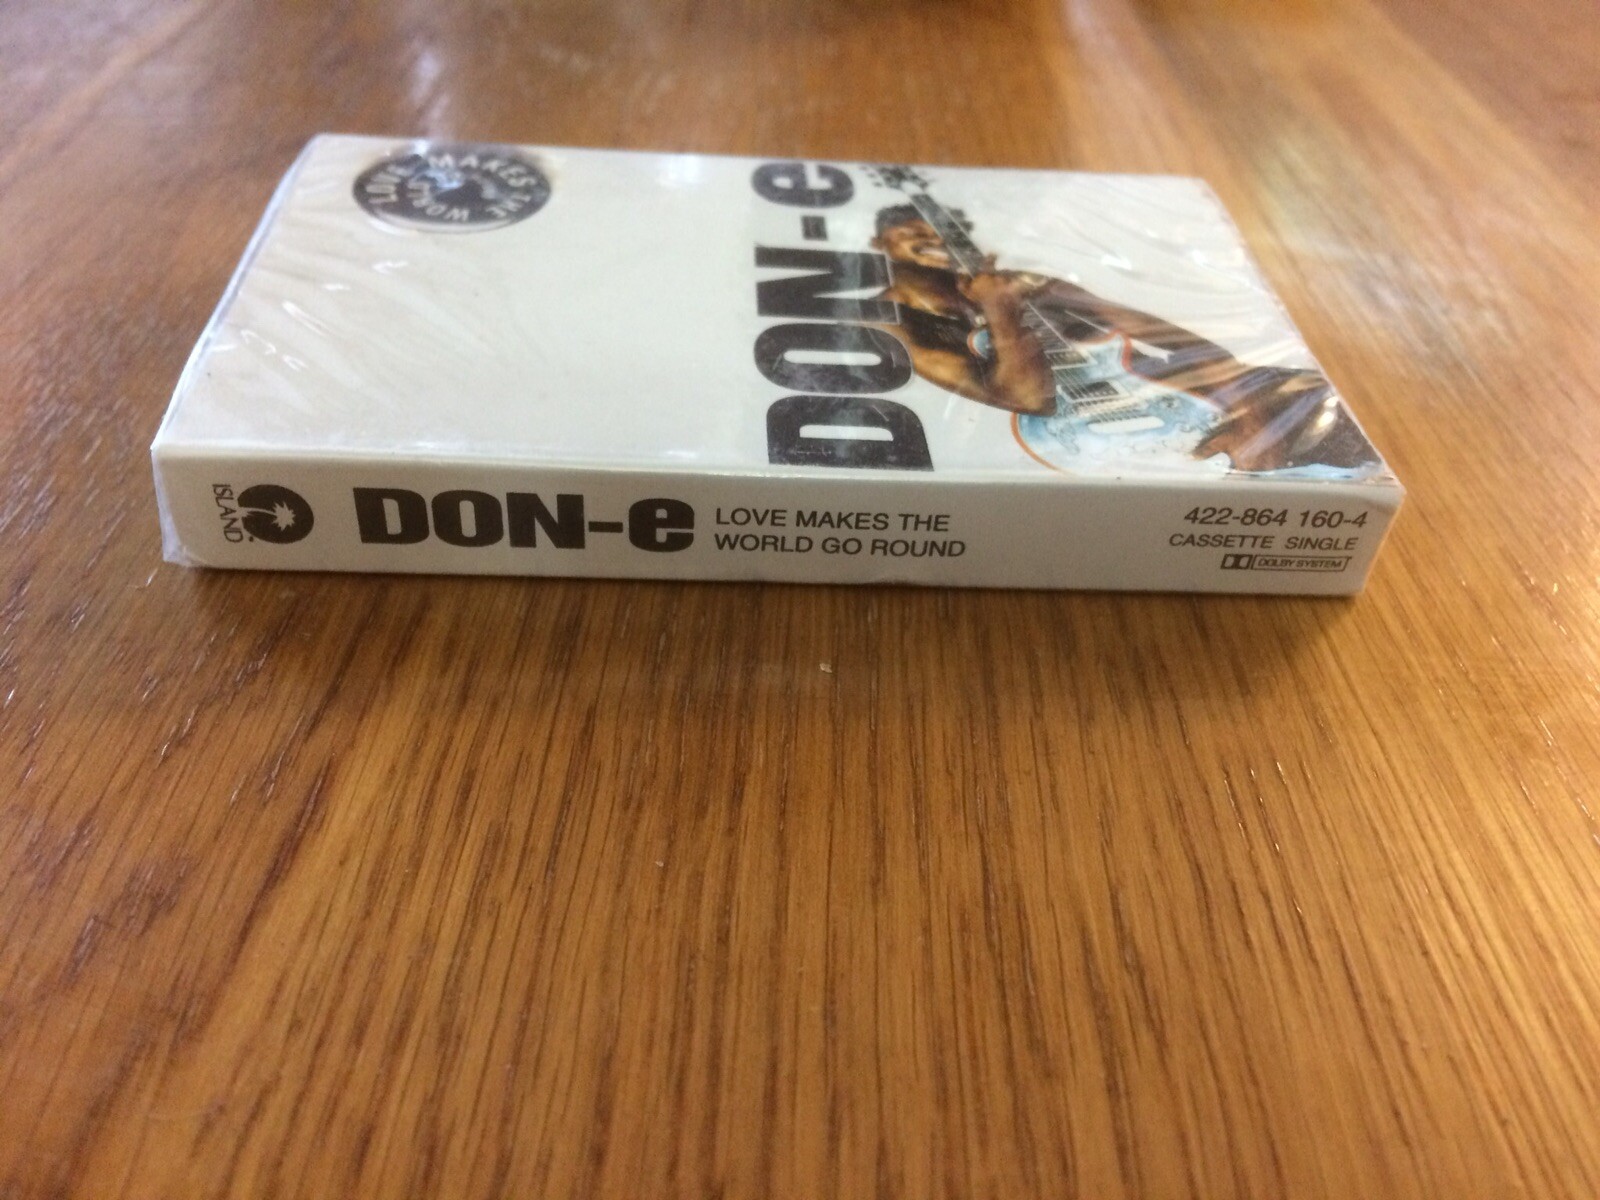 LOVE MAKES THE WORLD
DON-e
ISLAND
DON-e
LOVE MAKES THE
WORLD GO ROUND
422-864 160-4
CASSETTE SINGLE
DOLBY SYSTEM